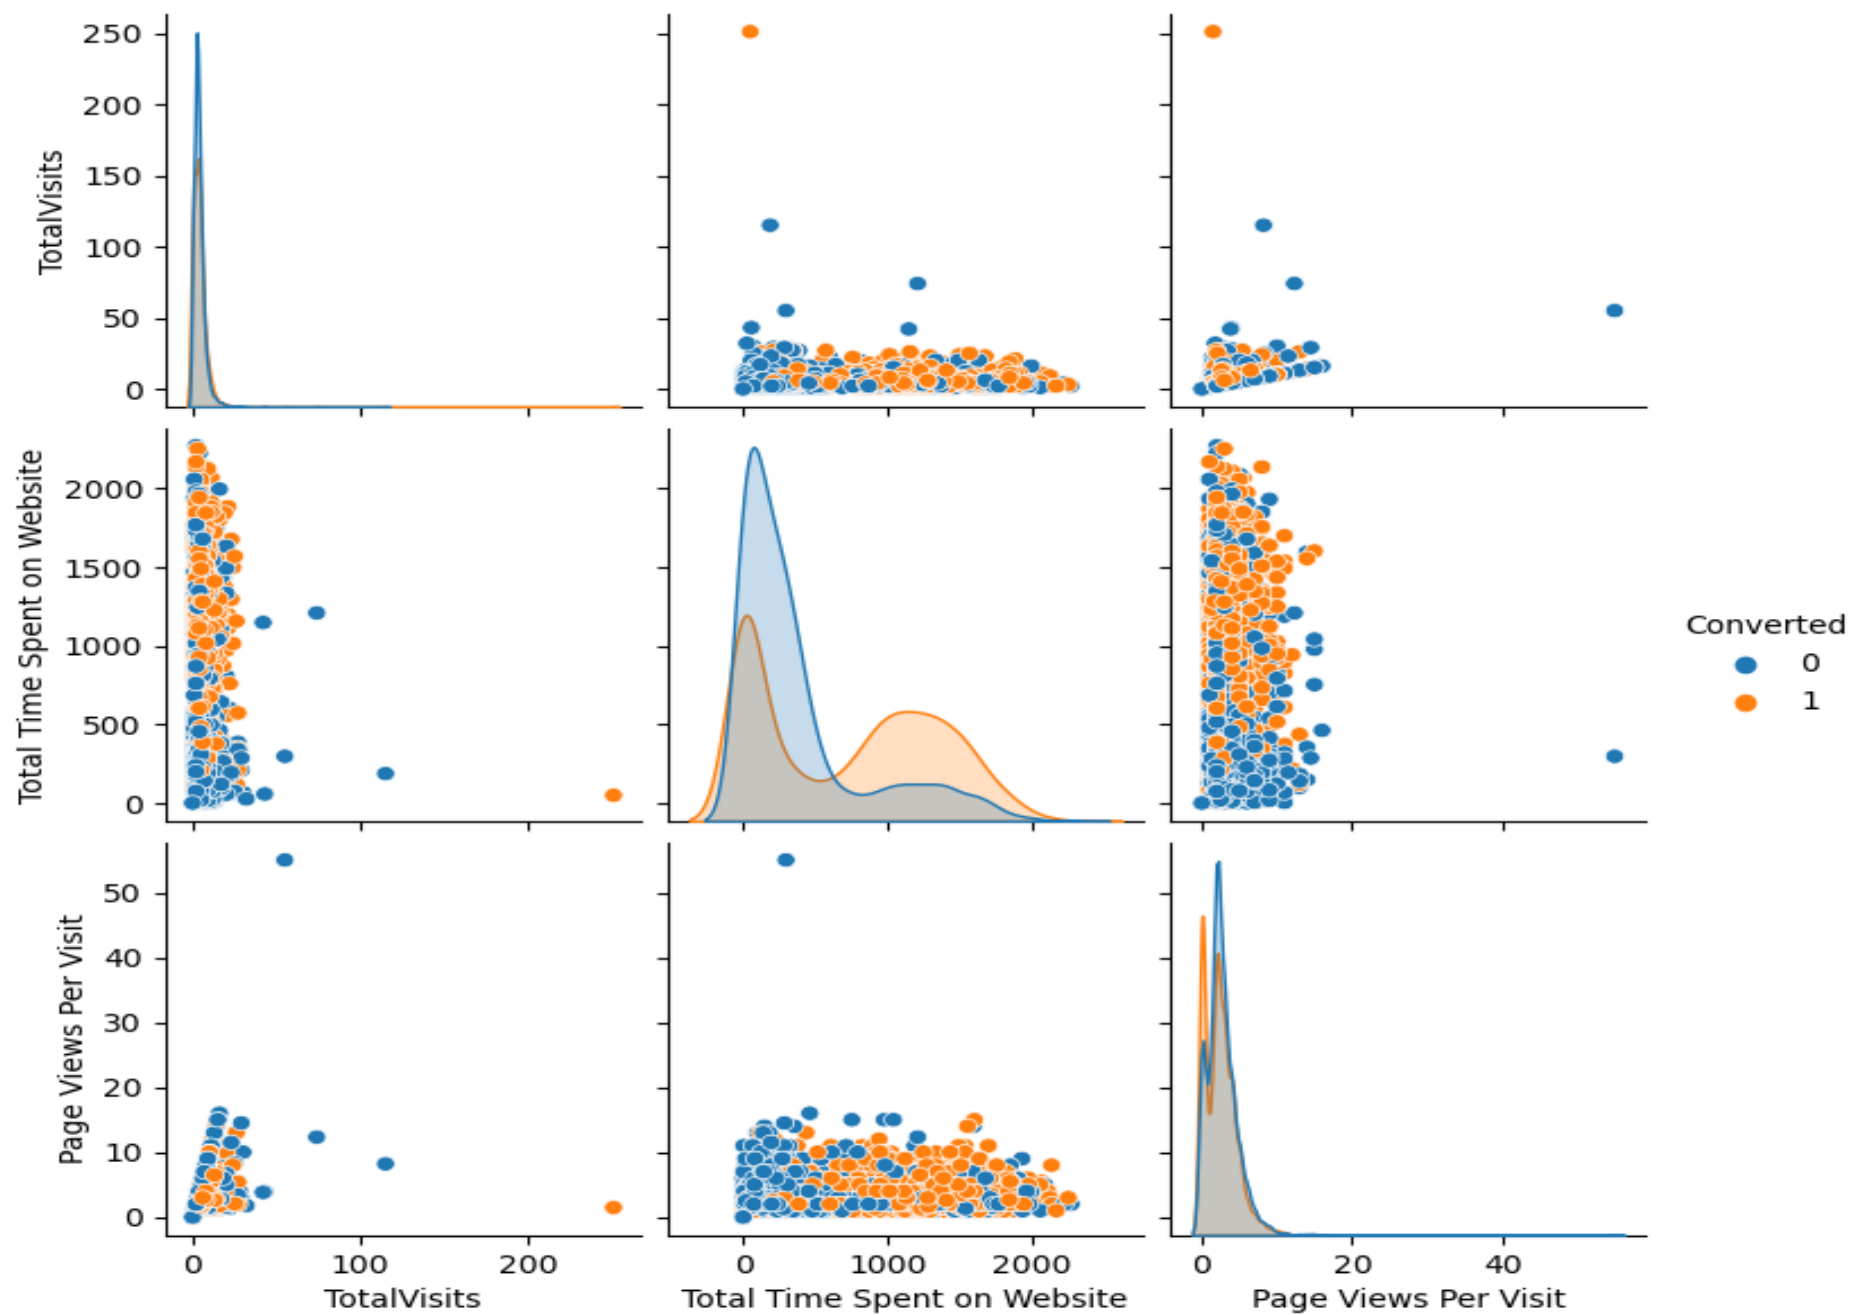 250
200
150
100
50
0
TotalVisits
2000
1500
1000
500
0
Total Time Spent on Website
Converted
0
1
50
40
30
20
10
0
Page Views Per Visit
0 100 200
TotalVisits
0 1000 2000
Total Time Spent on Website
0 20 40
Page Views Per Visit